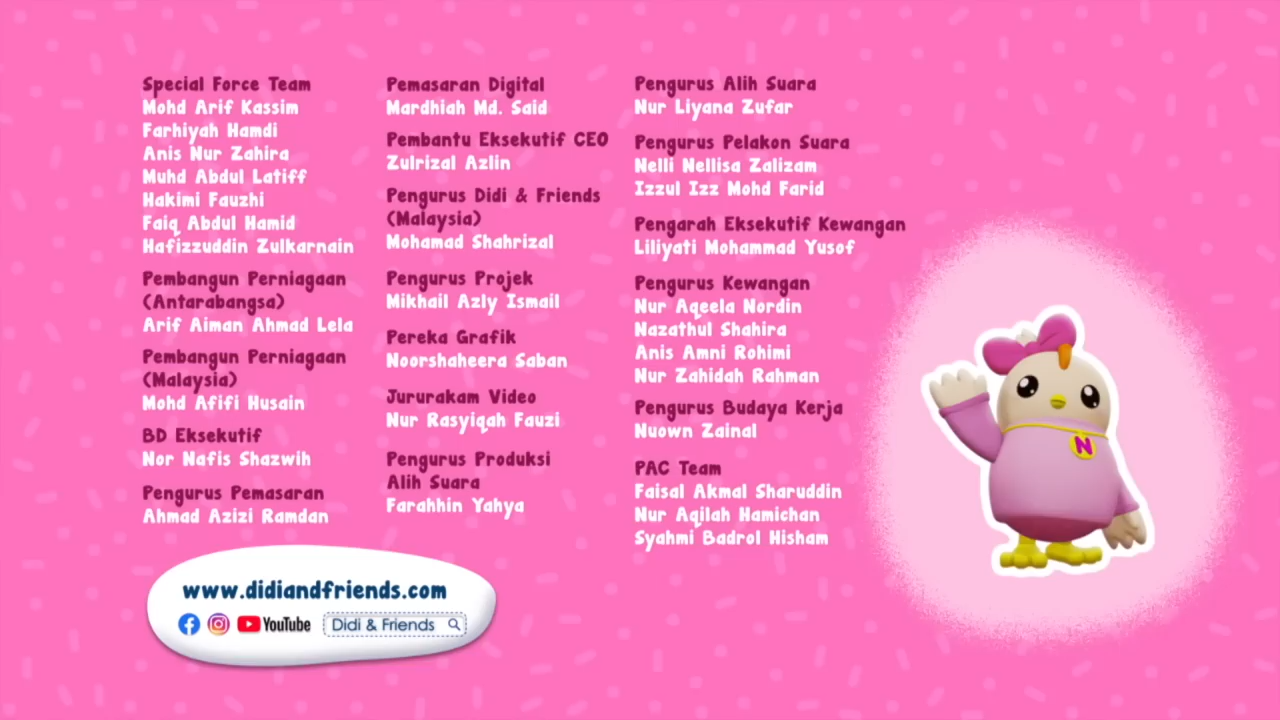 Special Force Team
Mohd Arif Kassim
Farhiyah Hamdi
Anis Nur Zahira
Muhd Abdul Latiff
Hakimi Fauzhi
Faiq Abdul Hamid
Hafizzuddin Zulkarnain
Pembangun Perniagaan
(Antarabangsa)
Arif Aiman Ahmad Lela
Pembangun Perniagaan
(Malaysia)
Mohd Afifi Husain
BD Eksekutif
Nor Nafis Shazwih
Pengurus Pemasaran
Ahmad Azizi Ramdan
Pemasaran Digital
Mardhiah Md. Said
Pembantu Eksekutif CEO
Zulrizal Azlin
Pengurus Didi & Friends
(Malaysia)
Mohamad Shahrizal
Pengurus Projek
Mikhail Azly Ismail
Pereka Grafik
Noorshaheera Saban
Jururakam Video
Nur Rasyiqah Fauzi
Pengurus Produksi
Alih Suara
Farahhin Yahya
Pengurus Alih Suara
Nur Liyana Zufar
Pengurus Pelakon Suara
Nelli Nellisa Zalizam
Izzul Izz Mohd Farid
Pengarah Eksekutif Kewangan
Liliyati Mohammad Yusof
Pengurus Kewangan
Nur Aqeela Nordin
Nazathul Shahira
Anis Amni Rohimi
Nur Zahidah Rahman
Pengurus Budaya Kerja
Nuown Zainal
PAC Team
Faisal Akmal Sharuddin
Nur Aqilah Hamichan
Syahmi Badrol Hisham
N
www.didiandfriends.com
YouTube Didi & Friends